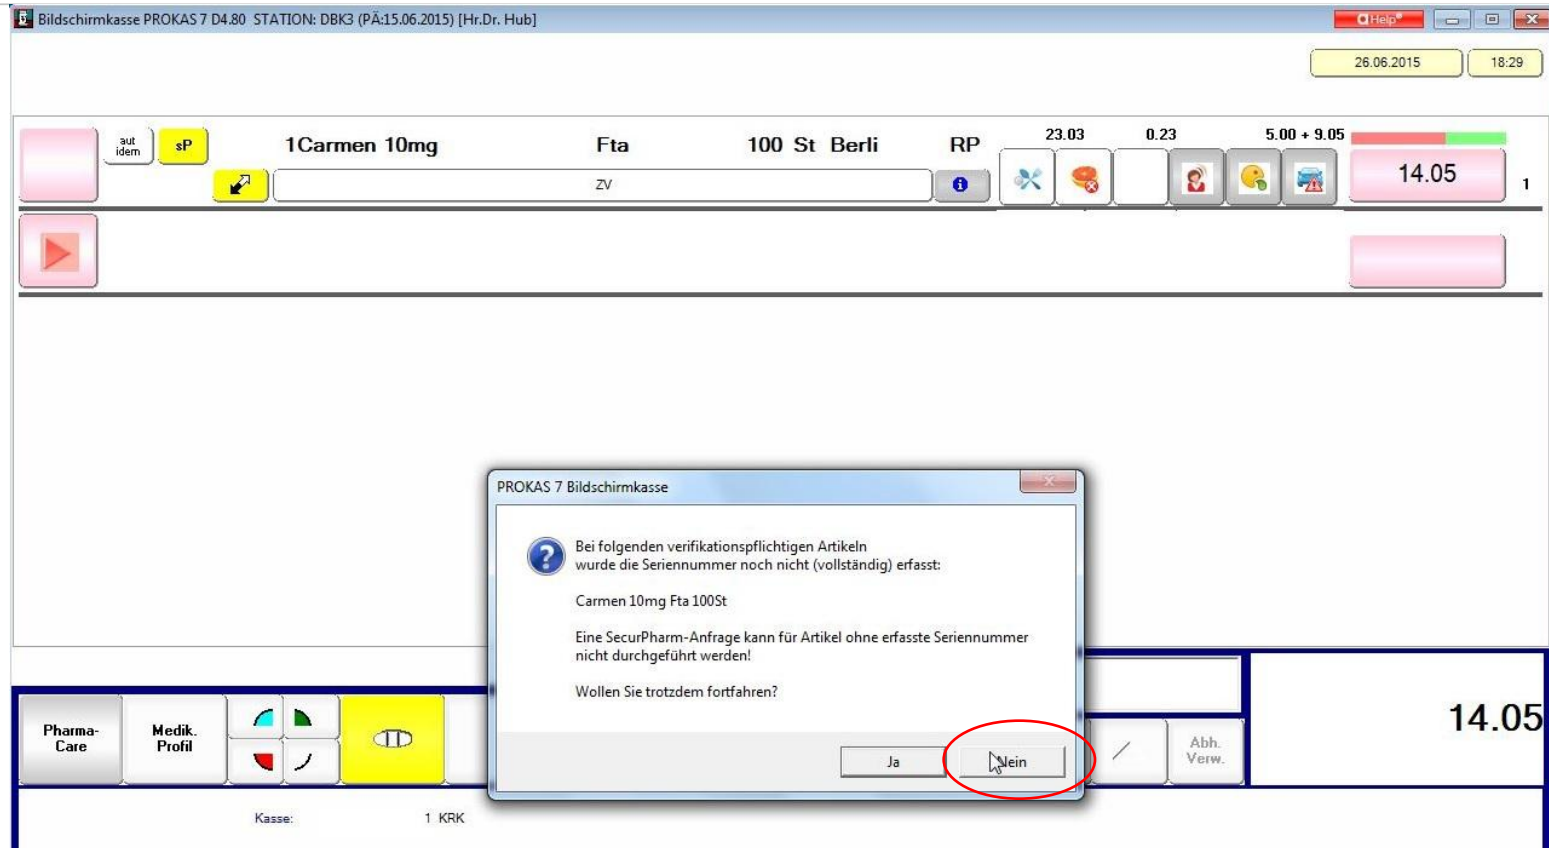 Bildschirmkasse PROKAS 7 D4.80 STATION: DBK3 (PÄ:15.06.2015) [Hr.Dr. Hub]
Help
26.06.2015 18:29
aut idem sP 1Carmen 10mg Fta 100 St Berli RP 23.03 0.23 5.00 + 9.05
ZV 14.05 1
PROKAS 7 Bildschirmkasse
Bei folgenden verifikationspflichtigen Artikeln
wurde die Seriennummer noch nicht (vollständig) erfasst:
Carmen 10mg Fta 100St
Eine SecurPharm-Anfrage kann für Artikel ohne erfasste Seriennummer
nicht durchgeführt werden!
Wollen Sie trotzdem fortfahren?
Ja Nein
Pharma-
Care
Medik.
Profil
Abh.
Verw.
14.05
Kasse: 1 KRK